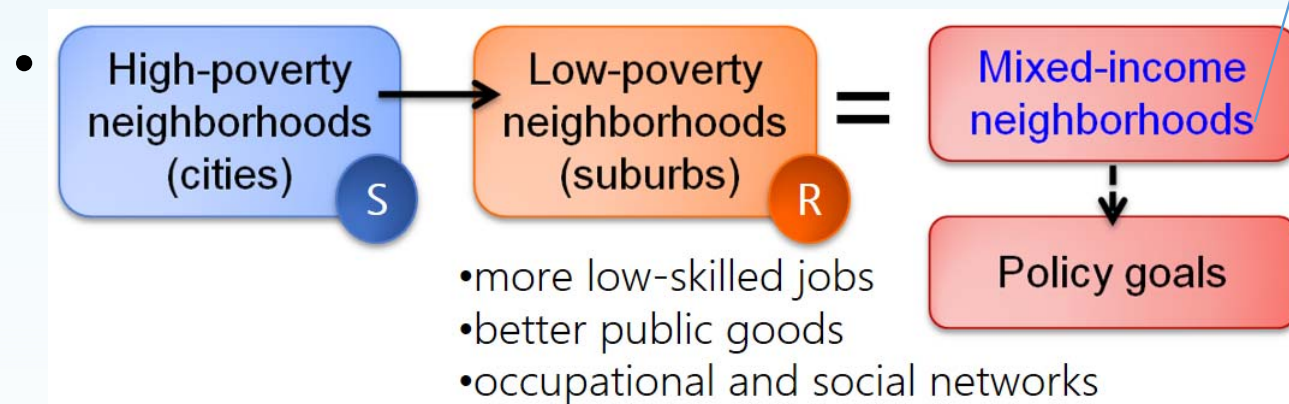 High-poverty
neighborhoods
(cities)
S
Low-poverty
neighborhoods
(suburbs)
R
=
Mixed-income
neighborhoods
Policy goals
•more low-skilled jobs
•better public goods
•occupational and social networks